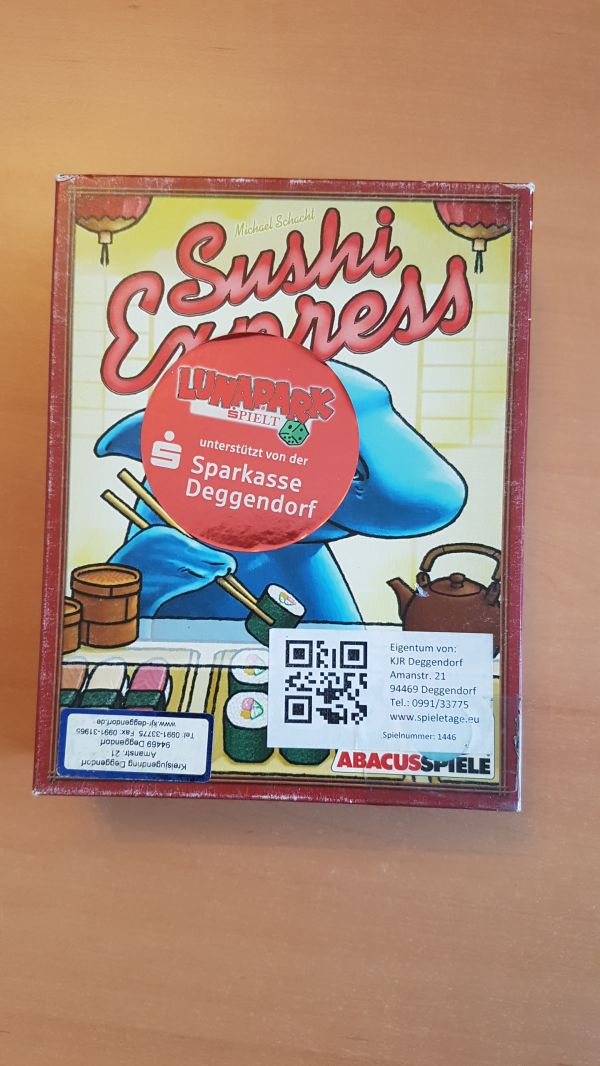 Michael Schacht
Sushi
Express
LUNAPARK
SPIELT
unterstützt von der
Sparkasse
Deggendorf
Eigentum von:
KJR Deggendorf
Amanstr. 21
94469 Deggendorf
Tel.: 0991/33775
www.spieletage.eu
Spielnummer: 1446
ABACUSSPIELE
Kreisjugendring Deggendorf
Amanstr. 21
94469 Deggendorf
Tel. 0991-33775 Fax 0991-31965
www.kjr-deggendorf.de